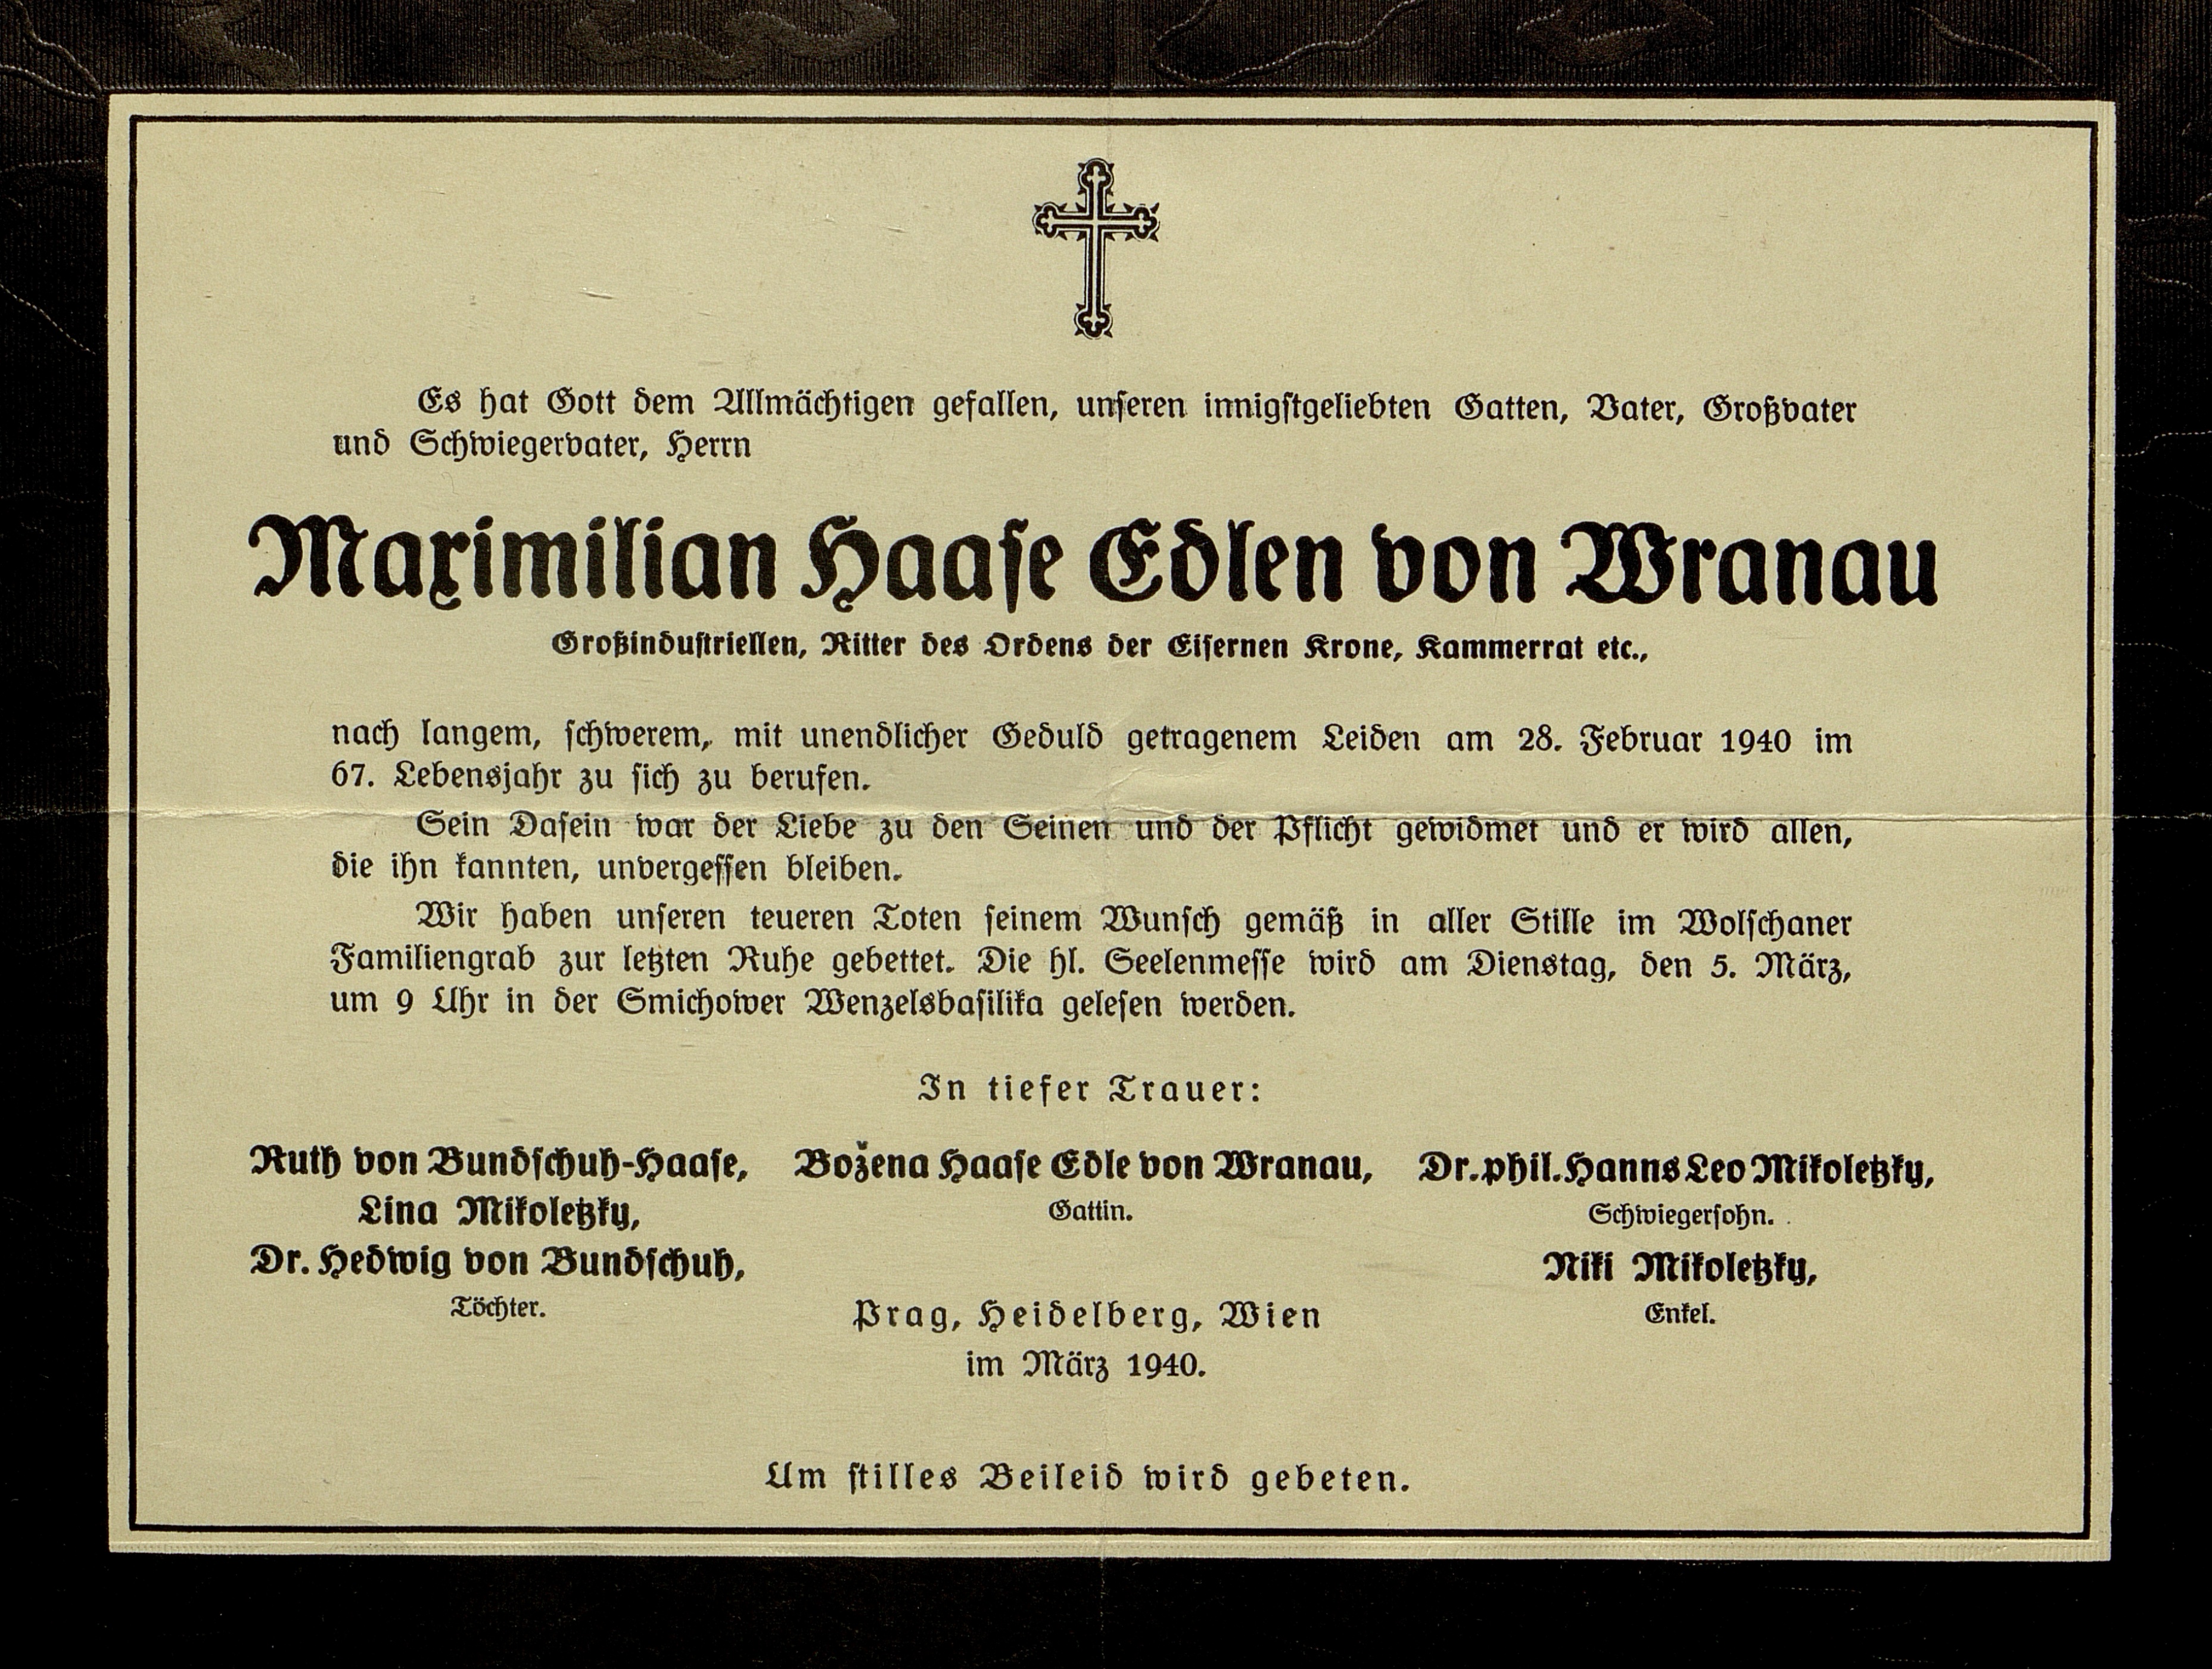 Es hat Gott dem Allmächtigen gefallen, unseren innigstgeliebten Gatten, Vater, Großvater
und Schwiegervater, Herrn
Maximilian Haase Edlen von Wranau
Großindustriellen, Ritter des Ordens der Eisernen Krone, Kammerrat etc.,
nach langem, schwerem, mit unendlicher Geduld getragenem Leiden am 28. Februar 1940 im
67. Lebensjahr zu sich zu berufen.
Sein Dasein war der Liebe zu den Seinen und der Pflicht gewidmet und er wird allen,
die ihn kannten, unvergessen bleiben.
Wir haben unseren teueren Toten seinem Wunsch gemäß in aller Stille im Wolschaner
Familiengrab zur letzten Ruhe gebettet. Die hl. Seelenmesse wird am Dienstag, den 5. März,
um 9 Uhr in der Smichower Wenzelsbasilika gelesen werden.
In tiefer Trauer:
Ruth von Bundschuh-Haase,
Lina Mikoletzky,
Dr. Hedwig von Bundschuh,
Töchter.
Božena Haase Edle von Wranau,
Gattin.
Dr. phil. Hanns Leo Mikoletzky,
Schwiegersohn.
Niki Mikoletzky,
Enkel.
Prag, Heidelberg, Wien
im März 1940.
Um stilles Beileid wird gebeten.